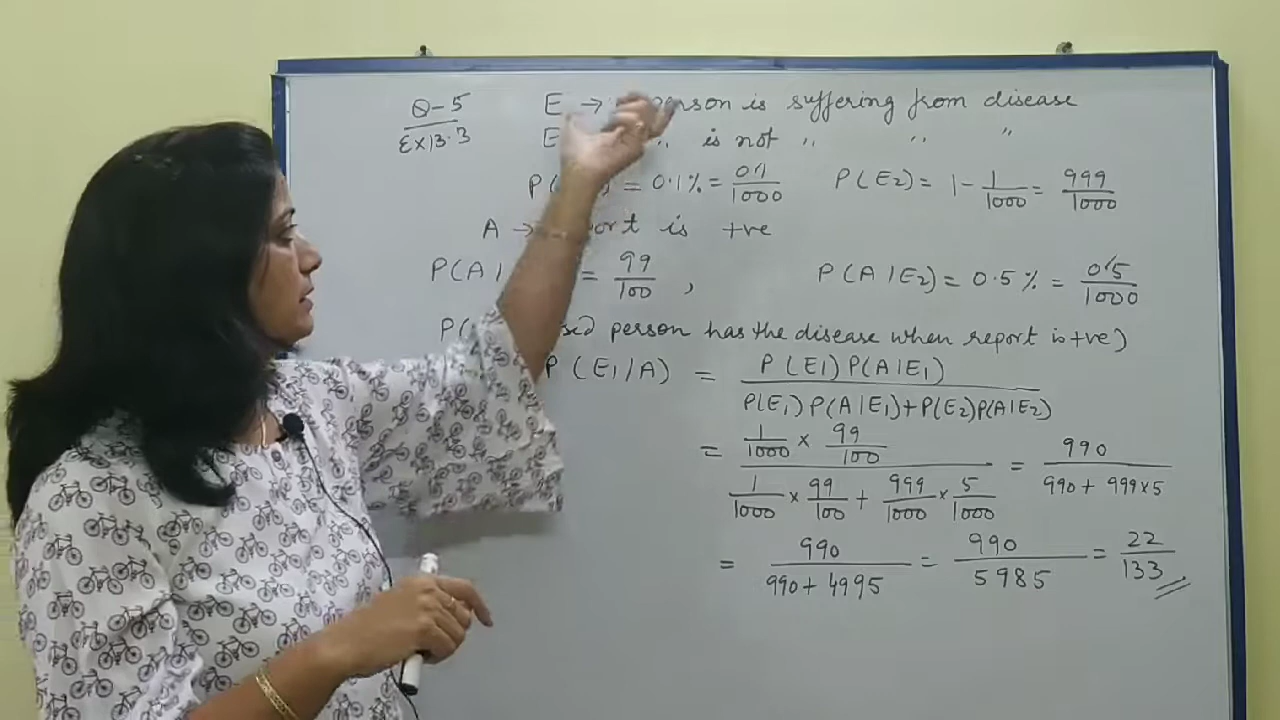 Q-5
Ex 13.3
E → person is suffering from disease
E " is not " " "
P( ) = 0.1% = 0.1/1000 P(E2) = 1 - 1/1000 = 999/1000
A → report is +ve
P(A| = 99/100 , P(A|E2) = 0.5% = 0.5/1000
P( person has the disease when report is +ve)
P(E1/A) = P(E1) P(A|E1) / P(E1) P(A|E1) + P(E2) P(A|E2)
= 1/1000 × 99/100 / 1/1000 × 99/100 + 999/1000 × 5/1000 = 990 / 990 + 999×5
= 990 / 990 + 4995 = 990 / 5985 = 22/133